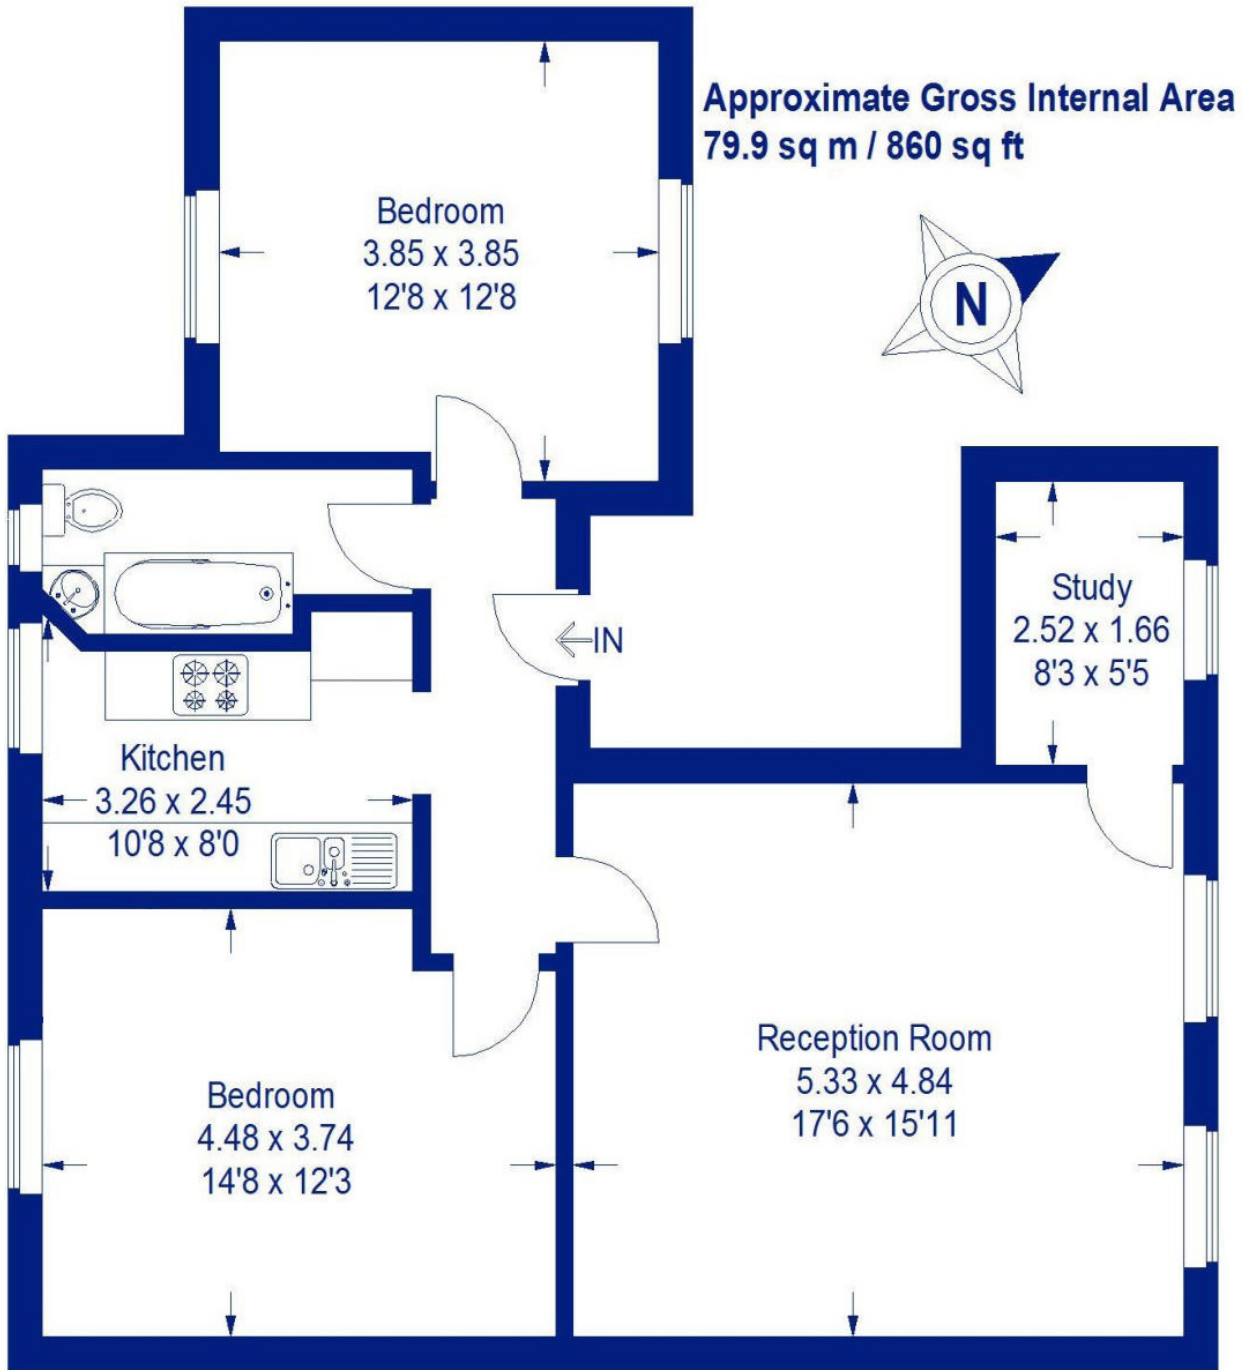 Approximate Gross Internal Area
79.9 sq m / 860 sq ft
Bedroom
3.85 x 3.85
12'8 x 12'8
N
IN
Study
2.52 x 1.66
8'3 x 5'5
Kitchen
3.26 x 2.45
10'8 x 8'0
Reception Room
5.33 x 4.84
17'6 x 15'11
Bedroom
4.48 x 3.74
14'8 x 12'3